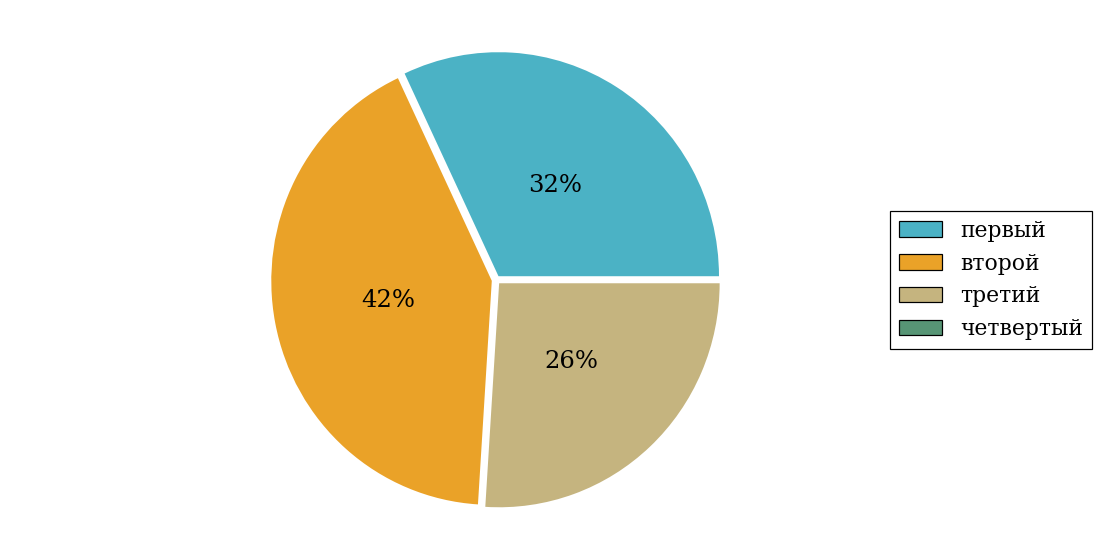 32%
42%
26%
первый
второй
третий
четвертый